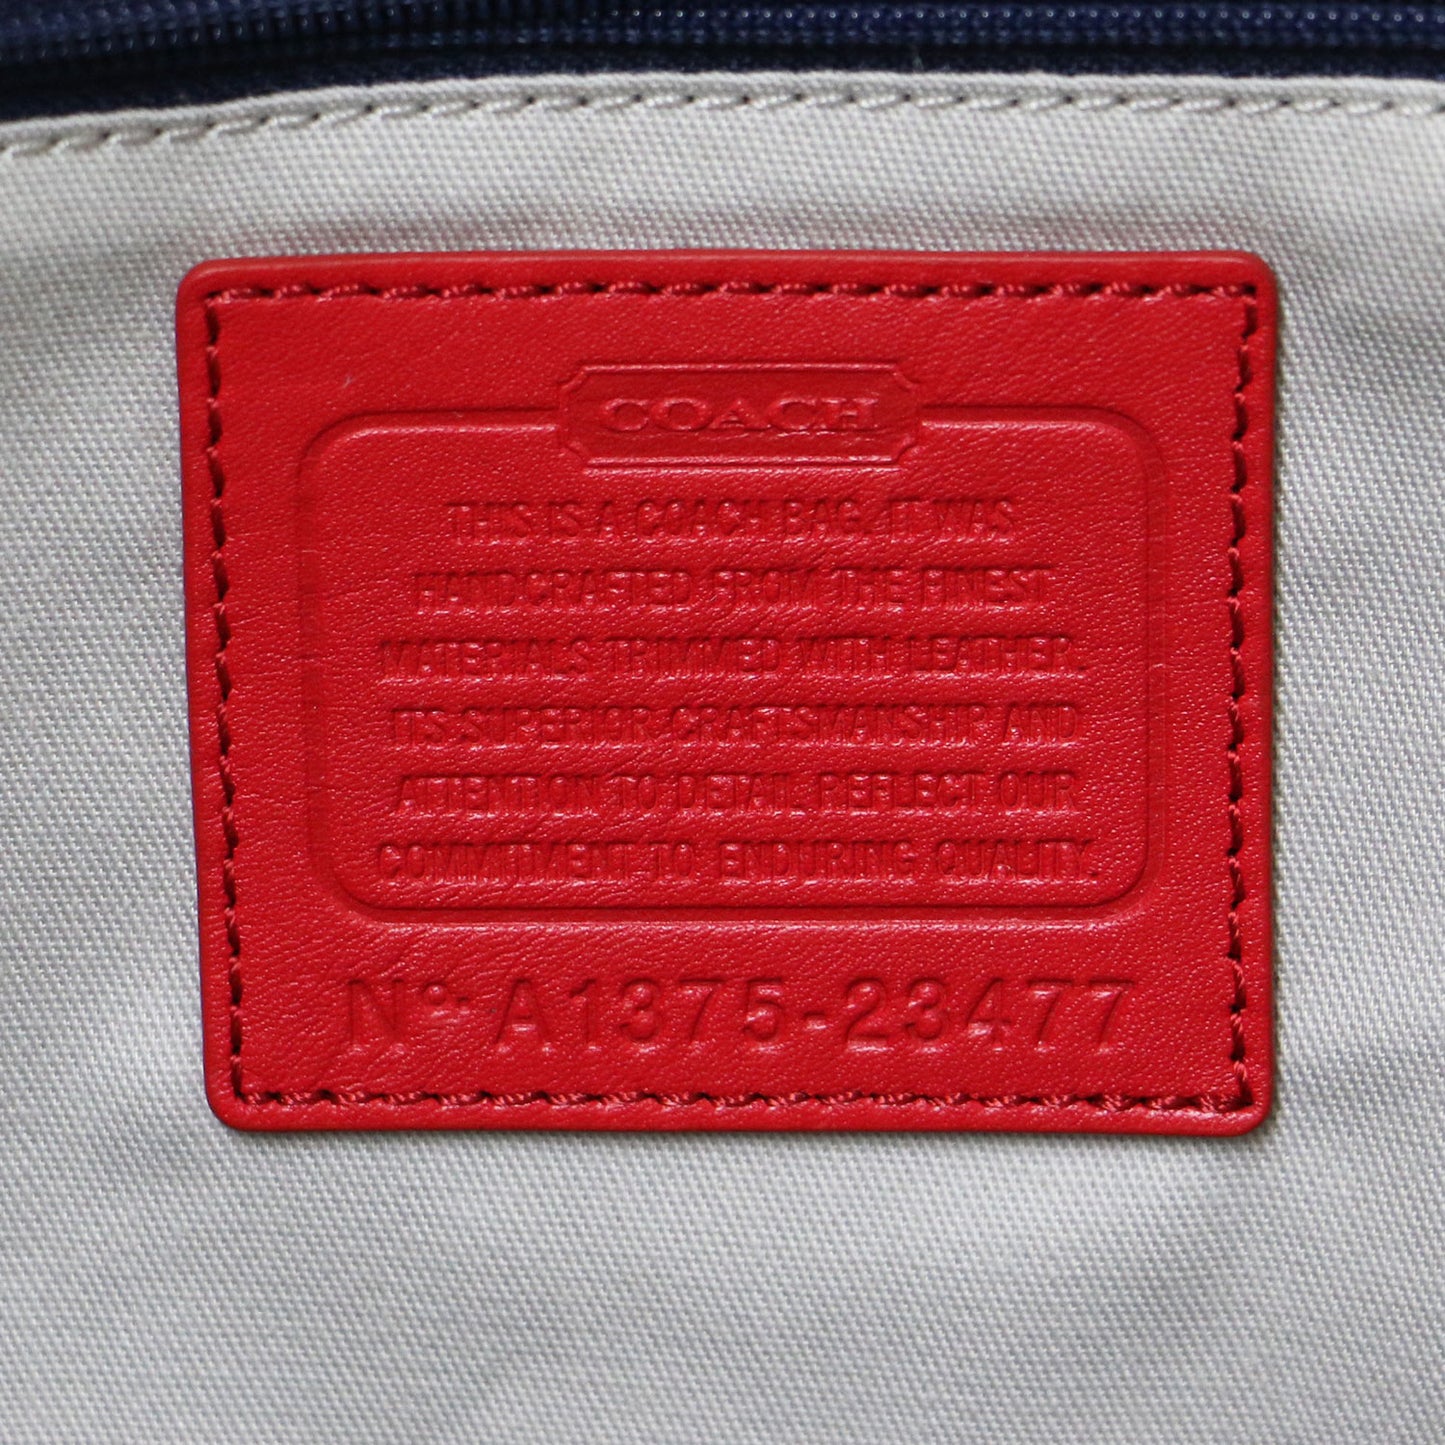 COACH
THIS IS A COACH BAG. IT WAS
HANDCRAFTED FROM THE FINEST
MATERIALS TRIMMED WITH LEATHER.
ITS SUPERIOR CRAFTSMANSHIP AND
ATTENTION TO DETAIL REFLECT OUR
COMMITMENT TO ENDURING QUALITY.
Nº· A1375-23477